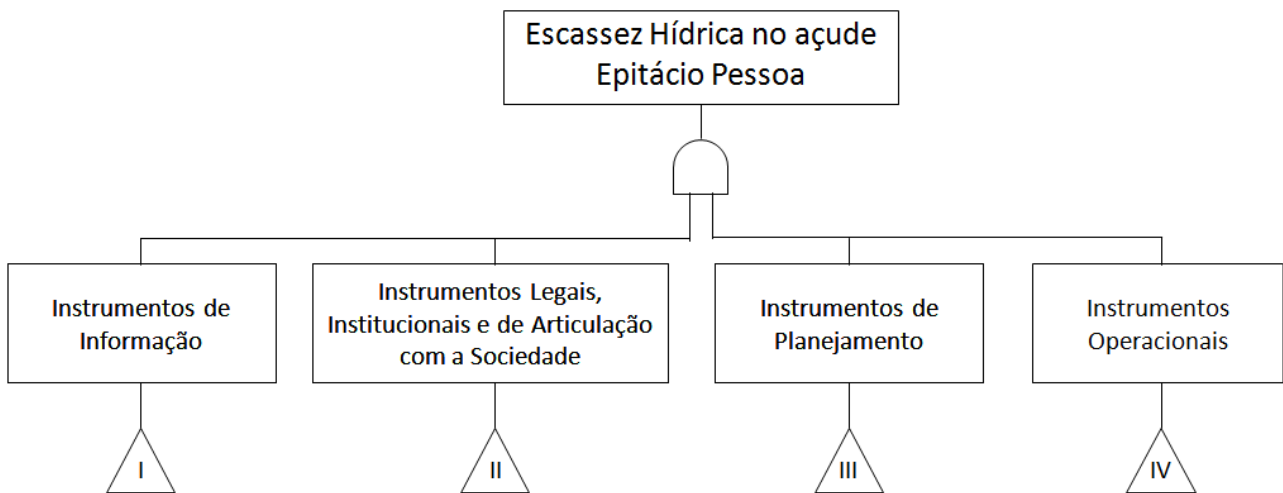 Escassez Hídrica no açude
Epitácio Pessoa
Instrumentos de
Informação
Instrumentos Legais,
Institucionais e de Articulação
com a Sociedade
Instrumentos de
Planejamento
Instrumentos
Operacionais
I
II
III
IV